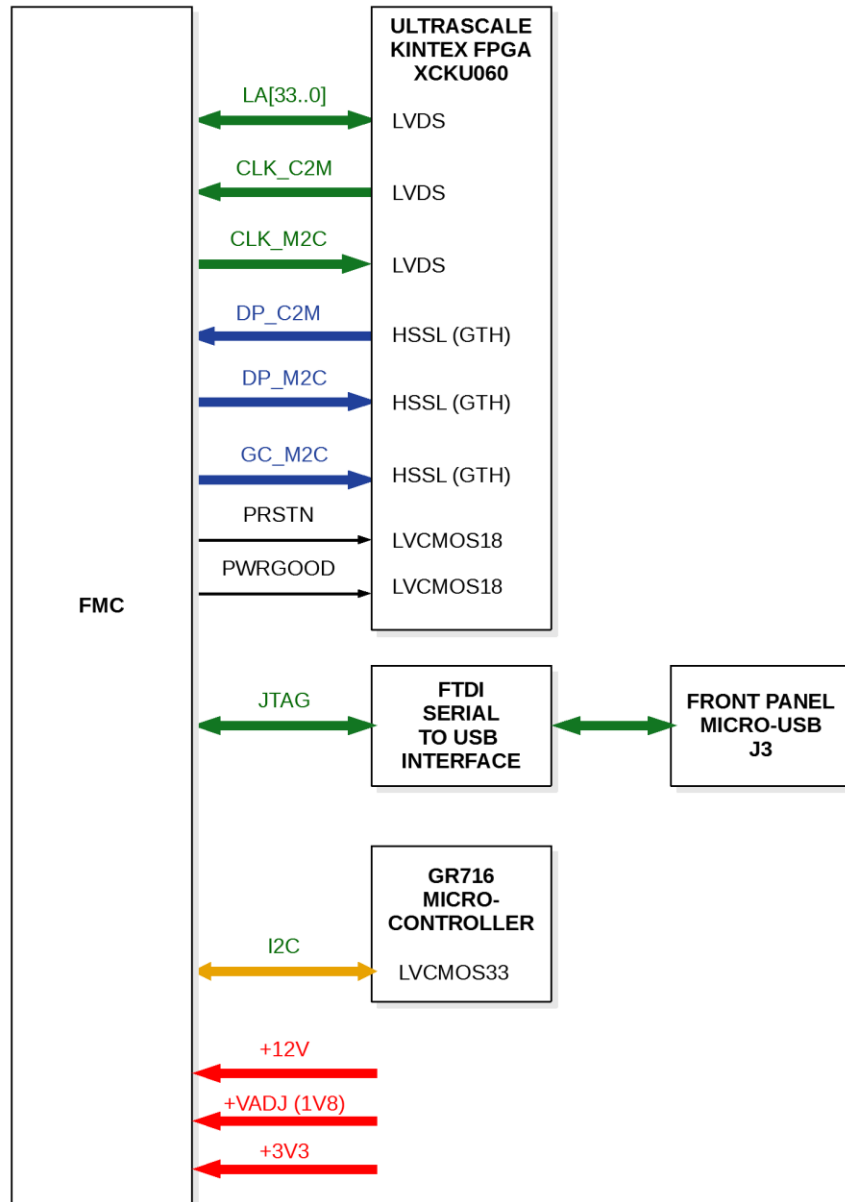 ULTRASCALE
KINTEX FPGA
XCKU060
LA[33..0]
LVDS
CLK_C2M
LVDS
CLK_M2C
LVDS
DP_C2M
HSSL (GTH)
DP_M2C
HSSL (GTH)
GC_M2C
HSSL (GTH)
PRSTN
LVCMOS18
PWRGOOD
LVCMOS18
FMC
JTAG
FTDI
SERIAL
TO USB
INTERFACE
FRONT PANEL
MICRO-USB
J3
GR716
MICRO-
CONTROLLER
I2C
LVCMOS33
+12V
+VADJ (1V8)
+3V3